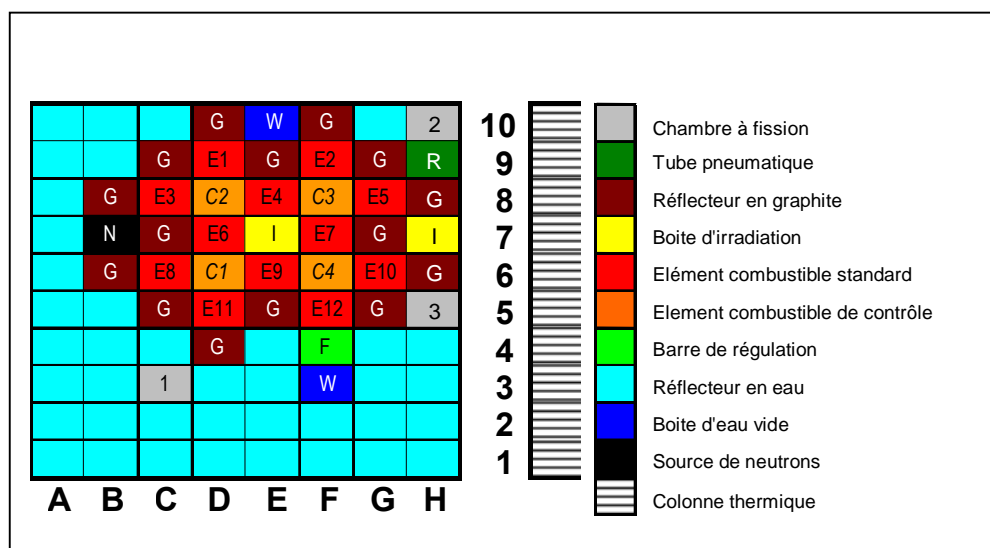 G W G 2 10
G E1 G E2 G R 9
G E3 C2 E4 C3 E5 G 8
N G E6 I E7 G I 7
G E8 C1 E9 C4 E10 G 6
G E11 G E12 G 3 5
G F 4
1 W 3
2
1
A B C D E F G H
Chambre à fission
Tube pneumatique
Réflecteur en graphite
Boite d'irradiation
Elément combustible standard
Element combustible de contrôle
Barre de régulation
Réflecteur en eau
Boite d'eau vide
Source de neutrons
Colonne thermique